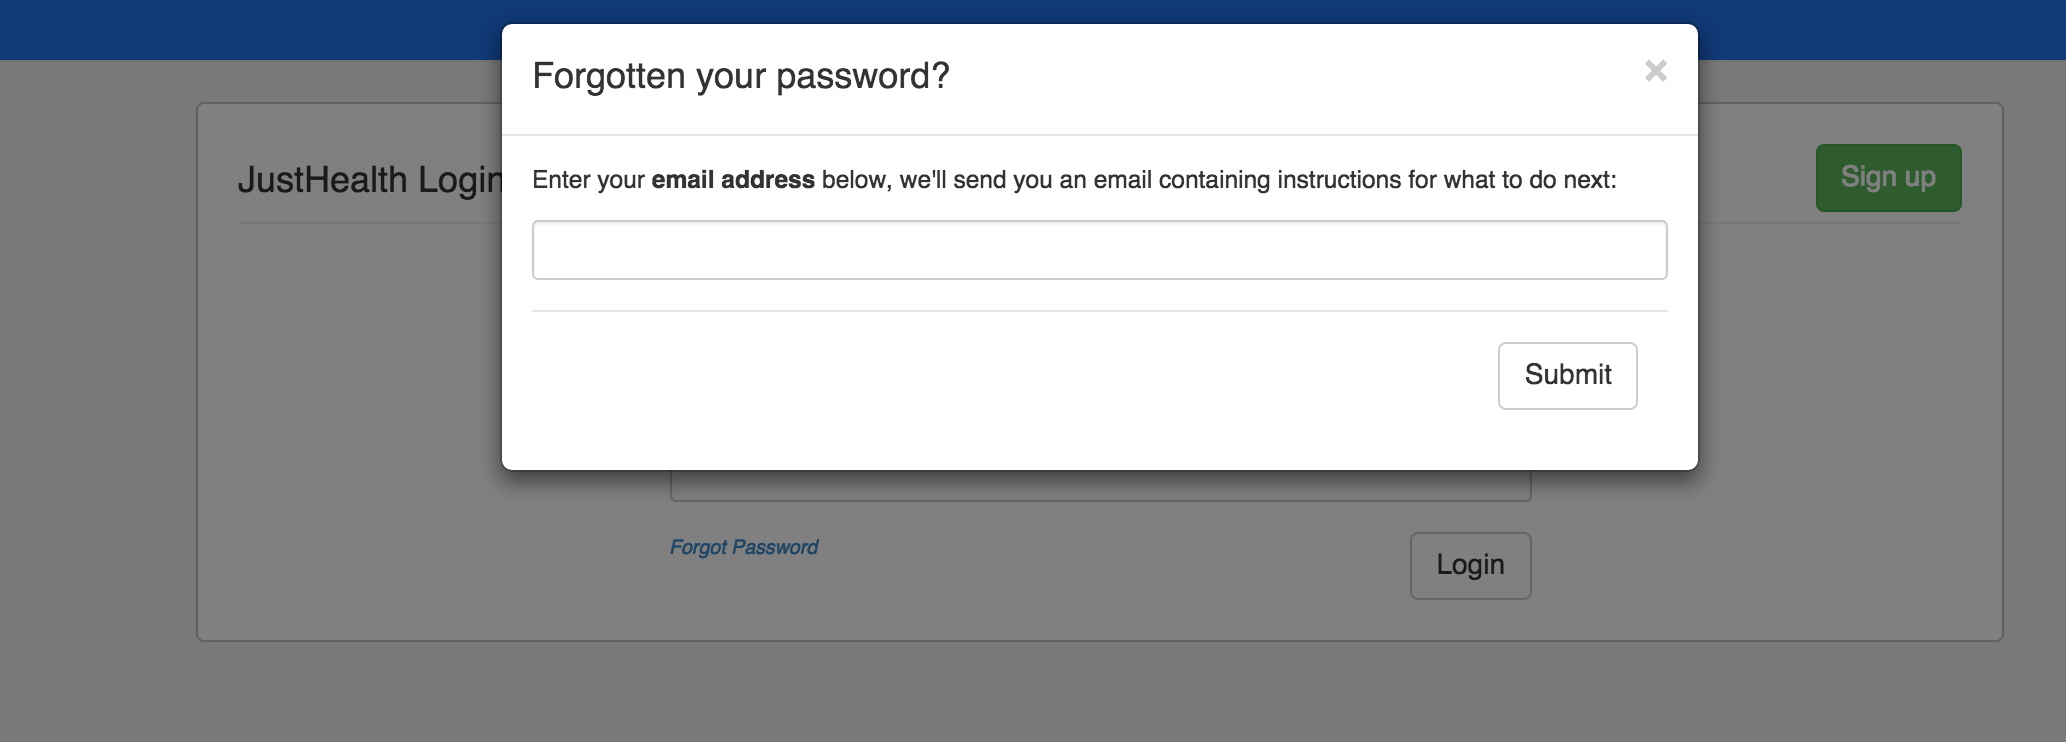 Forgotten your password?
×
JustHealth Login
Sign up
Enter your email address below, we'll send you an email containing instructions for what to do next:
Submit
Forgot Password
Login